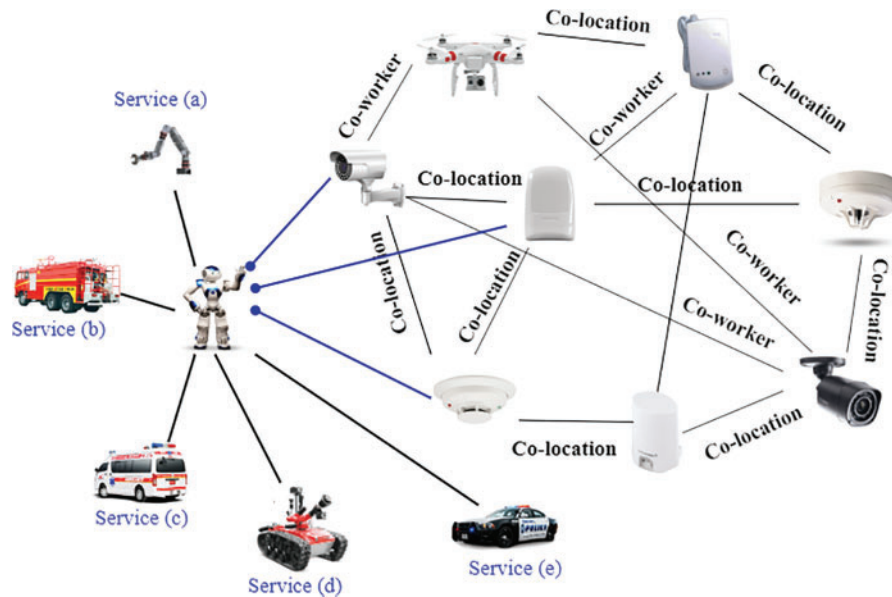 Co-location
Service (a)
Co-worker
Co-location
Co-worker
Co-location
Co-location
Service (b)
Co-location
Co-location
Co-worker
Co-location
Co-worker
Co-location
Co-location
Service (c)
Service (d)
Service (e)
POLICE